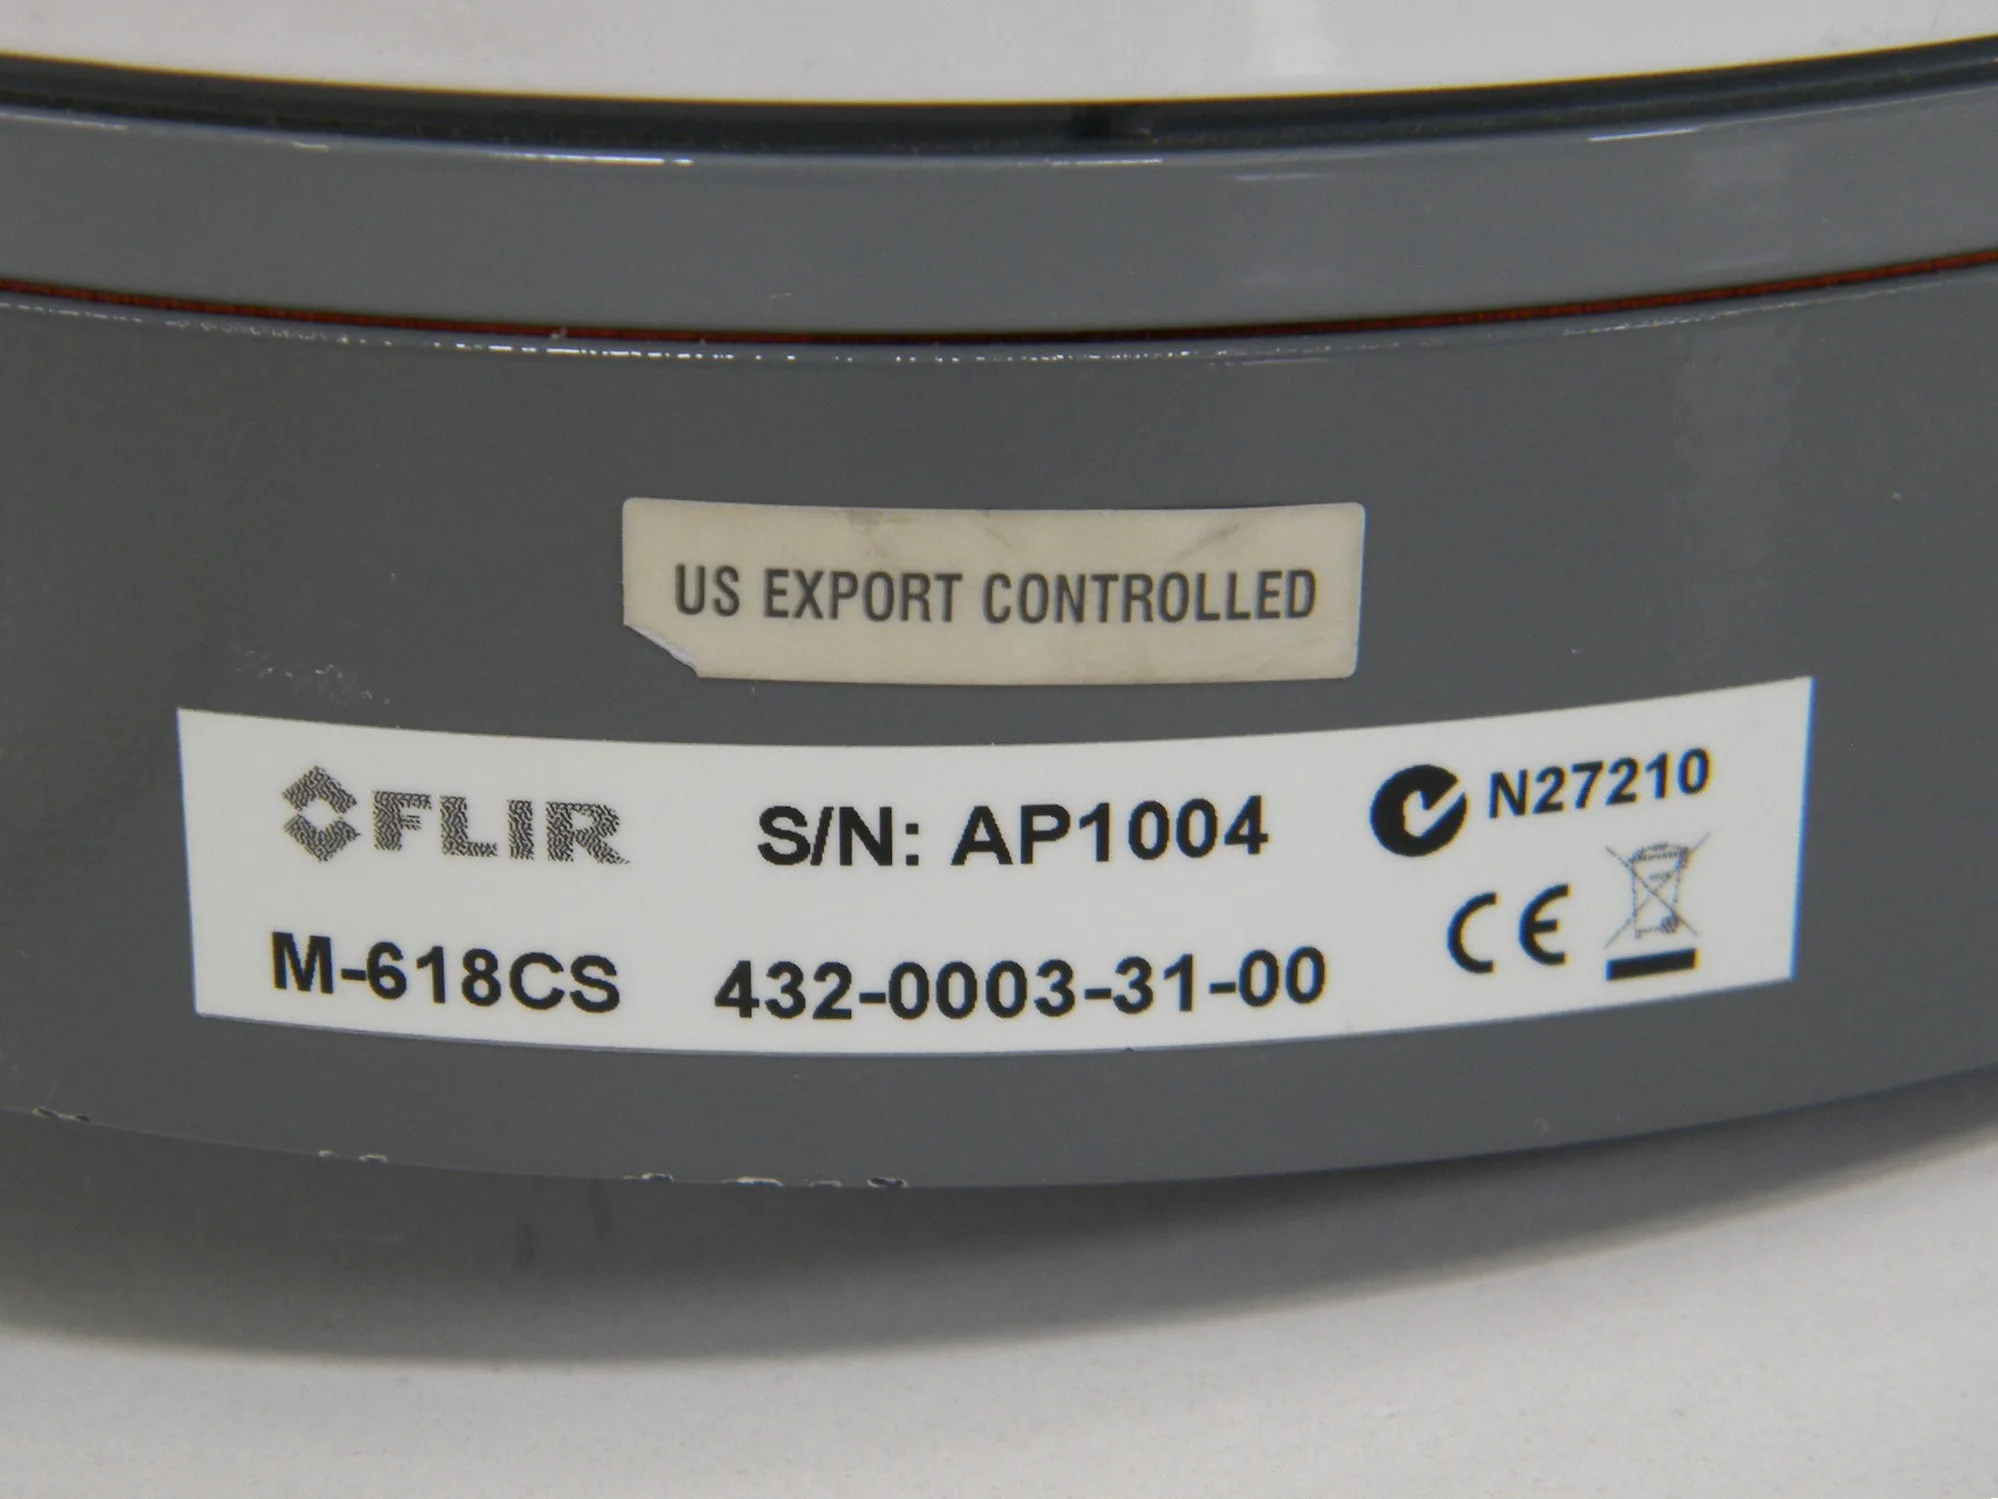 US EXPORT CONTROLLED
FLIR S/N: AP1004 N27210
M-618CS 432-0003-31-00 CE